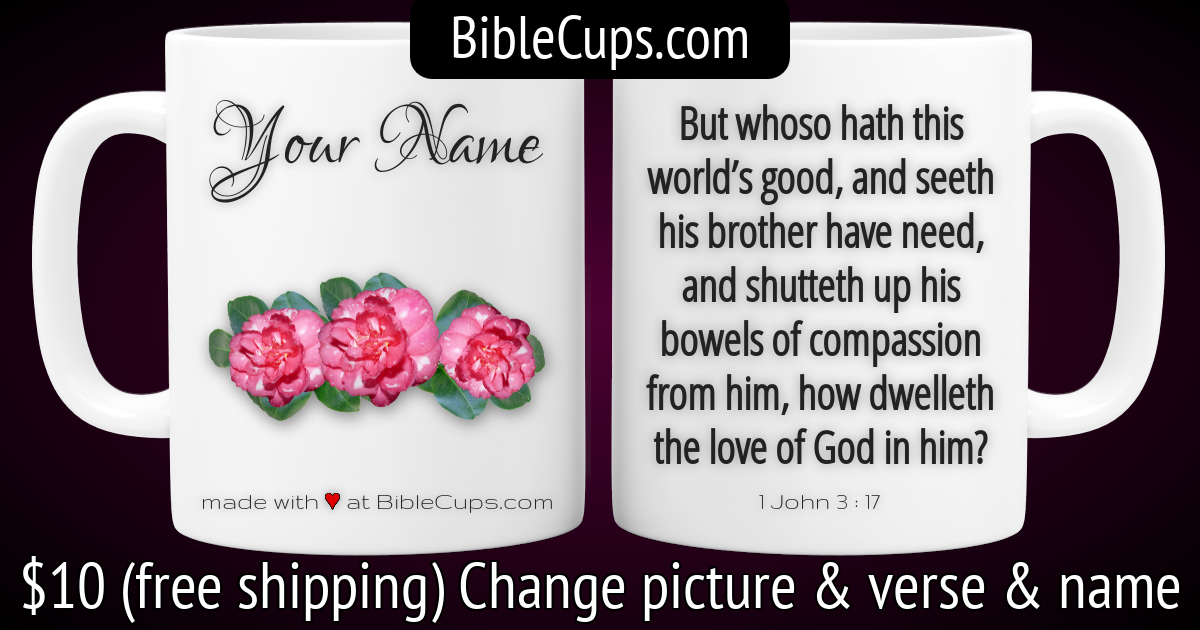 BibleCups.com
Your Name
made with ♥ at BibleCups.com
But whoso hath this
world’s good, and seeth
his brother have need,
and shutteth up his
bowels of compassion
from him, how dwelleth
the love of God in him?
1 John 3 : 17
$10 (free shipping) Change picture & verse & name